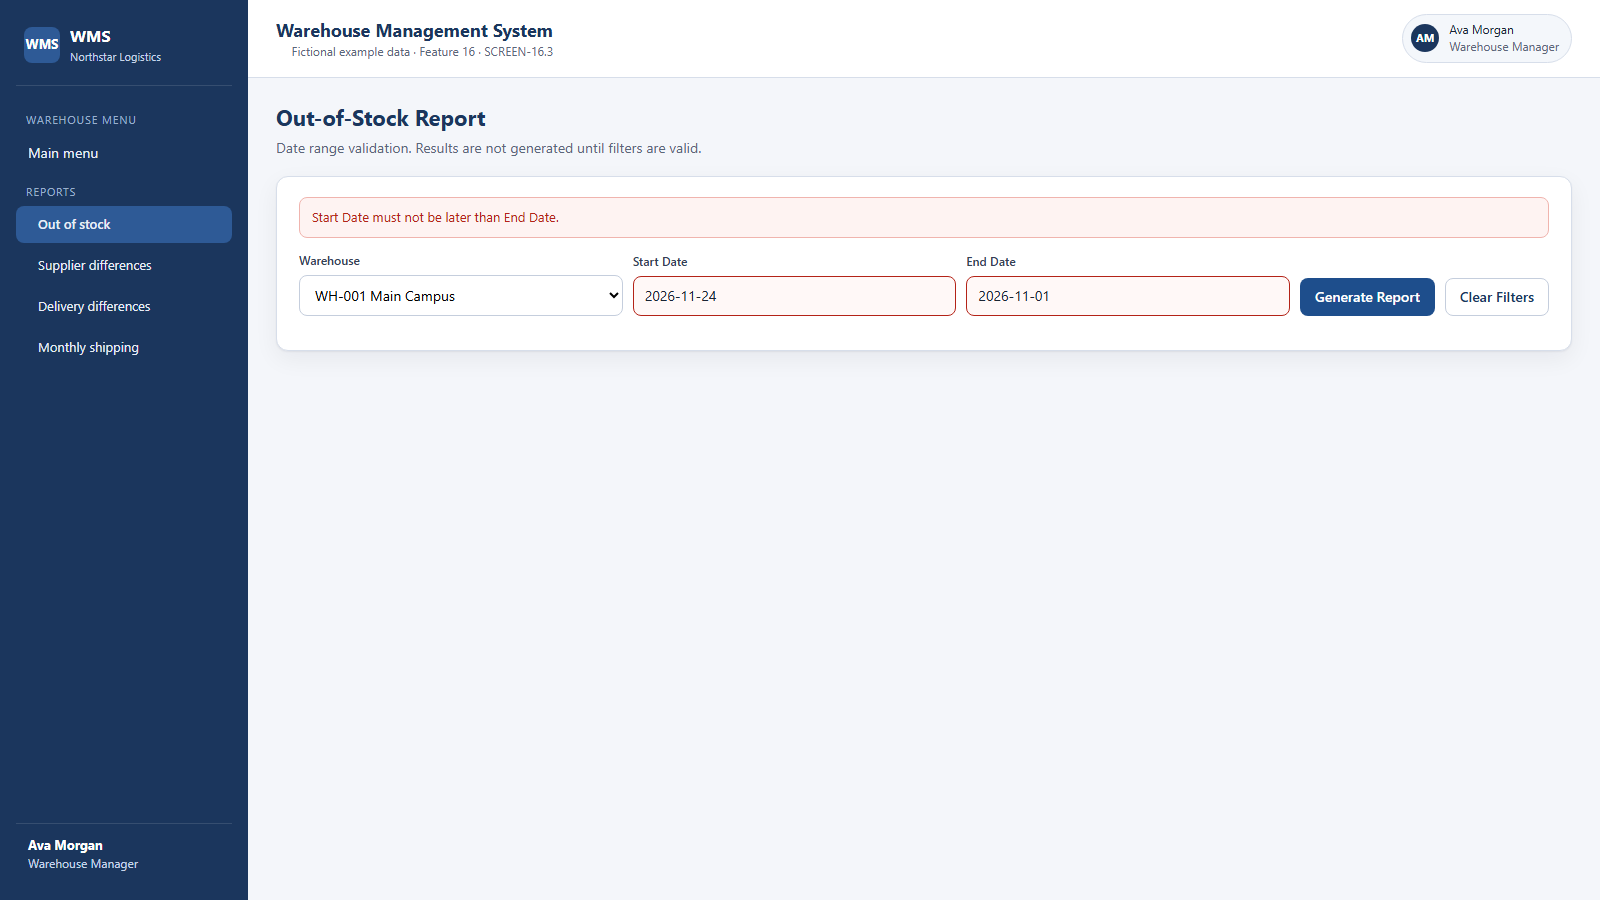 WMS
WMS
Northstar Logistics
WAREHOUSE MENU
Main menu
REPORTS
Out of stock
Supplier differences
Delivery differences
Monthly shipping
Ava Morgan
Warehouse Manager
Warehouse Management System
Fictional example data · Feature 16 · SCREEN-16.3
AM
Ava Morgan
Warehouse Manager
Out-of-Stock Report
Date range validation. Results are not generated until filters are valid.
Start Date must not be later than End Date.
Warehouse
WH-001 Main Campus
Start Date
2026-11-24
End Date
2026-11-01
Generate Report
Clear Filters